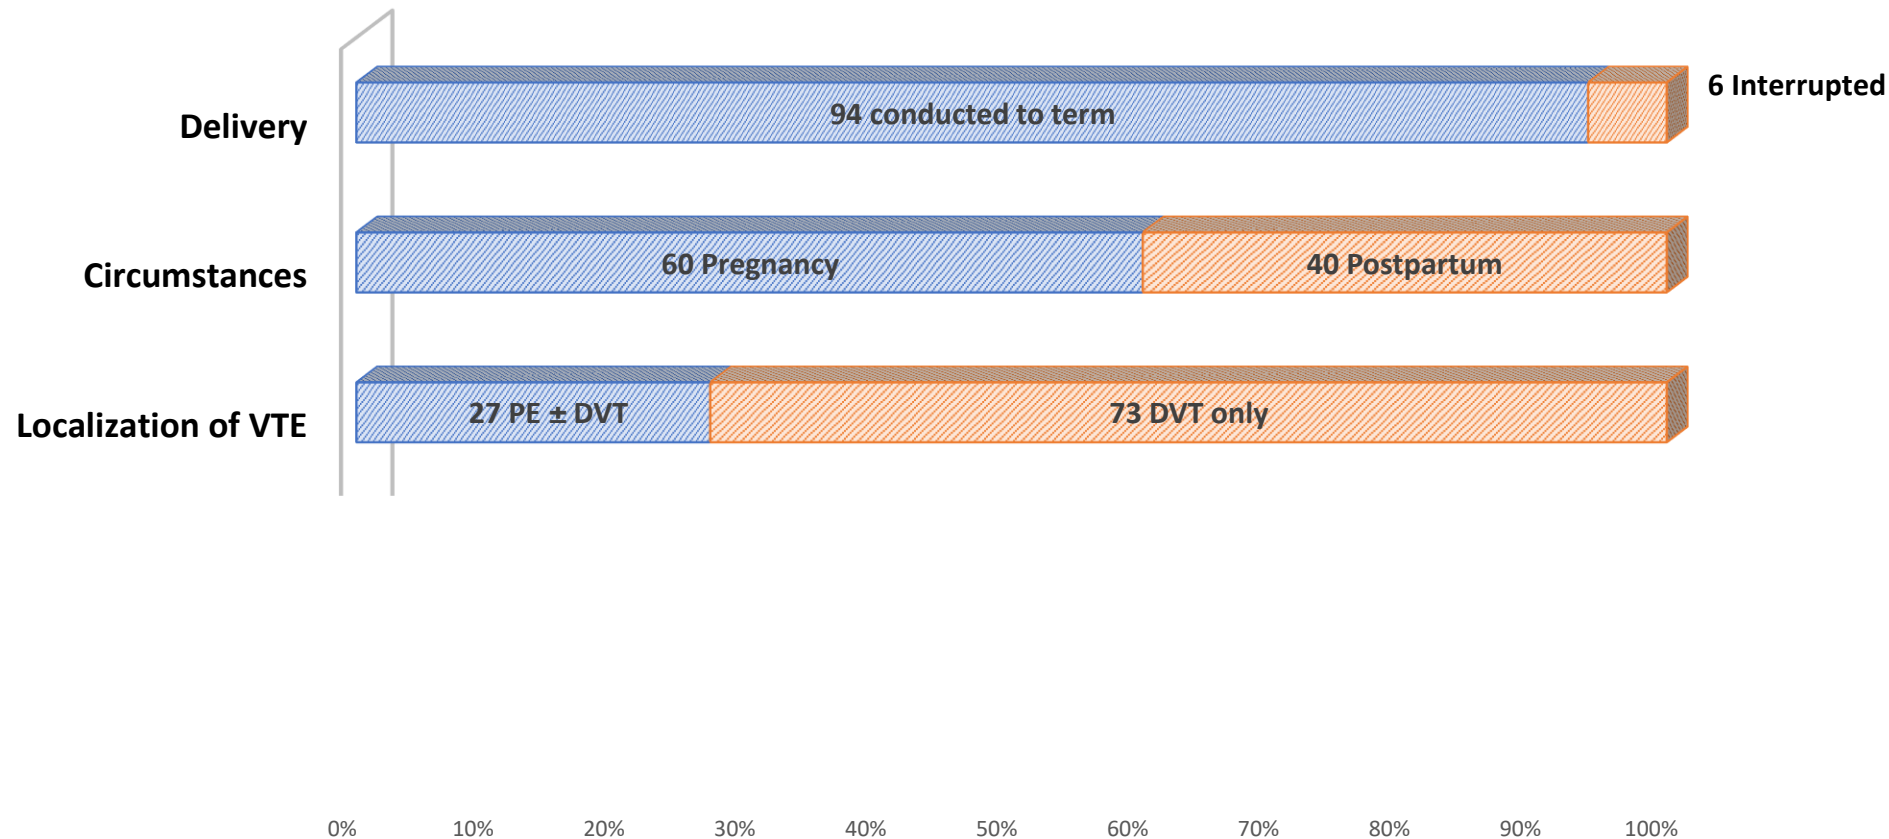 Delivery
94 conducted to term
6 Interrupted
Circumstances
60 Pregnancy
40 Postpartum
Localization of VTE
27 PE ± DVT
73 DVT only
0% 10% 20% 30% 40% 50% 60% 70% 80% 90% 100%